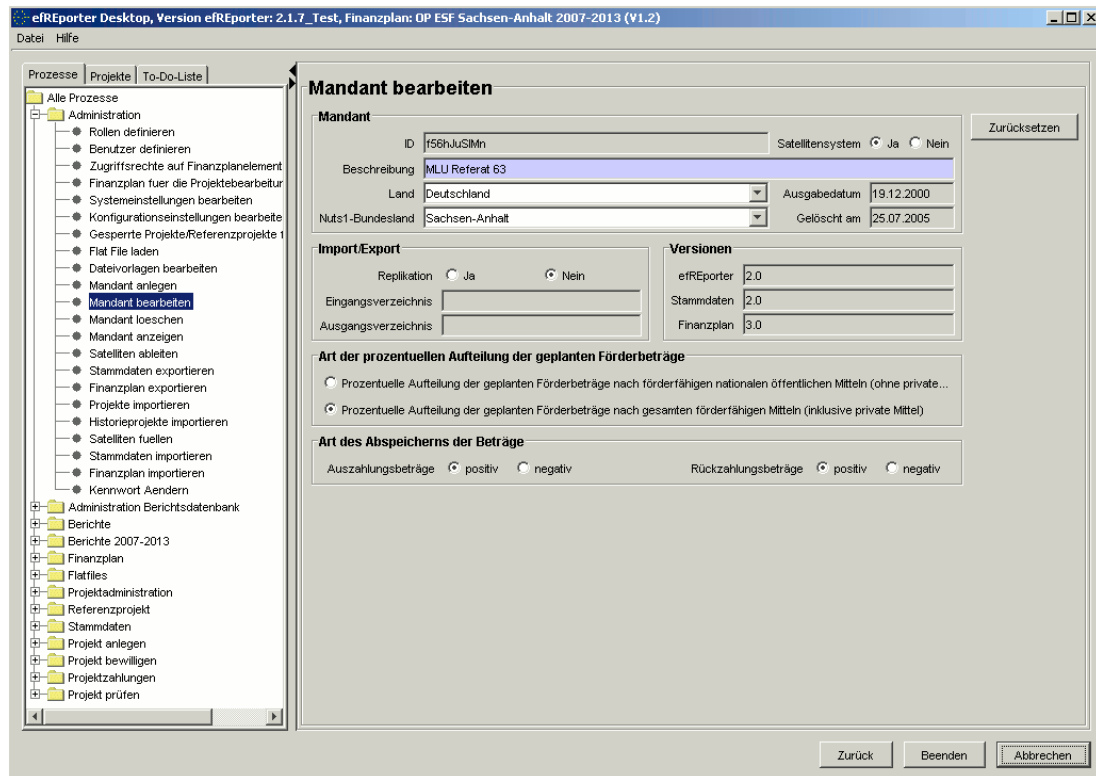 efREporter Desktop, Version efREporter: 2.1.7_Test, Finanzplan: OP ESF Sachsen-Anhalt 2007-2013 (V1.2)
Datei Hilfe
Prozesse Projekte To-Do-Liste
Alle Prozesse
Administration
Rollen definieren
Benutzer definieren
Zugriffsrechte auf Finanzplanelement
Finanzplan fuer die Projektebearbeitur
Systemeinstellungen bearbeiten
Konfigurationseinstellungen bearbeite
Gesperrte Projekte/Referenzprojekte f
Flat File laden
Dateivorlagen bearbeiten
Mandant anlegen
Mandant bearbeiten
Mandant loeschen
Mandant anzeigen
Satelliten ableiten
Stammdaten exportieren
Finanzplan exportieren
Projekte importieren
Historieprojekte importieren
Satelliten fuellen
Stammdaten importieren
Finanzplan importieren
Kennwort Aendern
Administration Berichtsdatenbank
Berichte
Berichte 2007-2013
Finanzplan
Flatfiles
Projektadministration
Referenzprojekt
Stammdaten
Projekt anlegen
Projekt bewilligen
Projektzahlungen
Projekt prüfen
Mandant bearbeiten
Mandant
ID f56hJuSlMn Satellitensystem Ja Nein
Beschreibung MLU Referat 63
Land Deutschland Ausgabedatum 19.12.2000
Nuts1-Bundesland Sachsen-Anhalt Gelöscht am 25.07.2005
Zurücksetzen
Import/Export
Replikation Ja Nein
Eingangsverzeichnis
Ausgangsverzeichnis
Versionen
efREporter 2.0
Stammdaten 2.0
Finanzplan 3.0
Art der prozentuellen Aufteilung der geplanten Förderbeträge
Prozentuelle Aufteilung der geplanten Förderbeträge nach förderfähigen nationalen öffentlichen Mitteln (ohne private...
Prozentuelle Aufteilung der geplanten Förderbeträge nach gesamten förderfähigen Mitteln (inklusive private Mittel)
Art des Abspeicherns der Beträge
Auszahlungsbeträge positiv negativ Rückzahlungsbeträge positiv negativ
Zurück Beenden Abbrechen